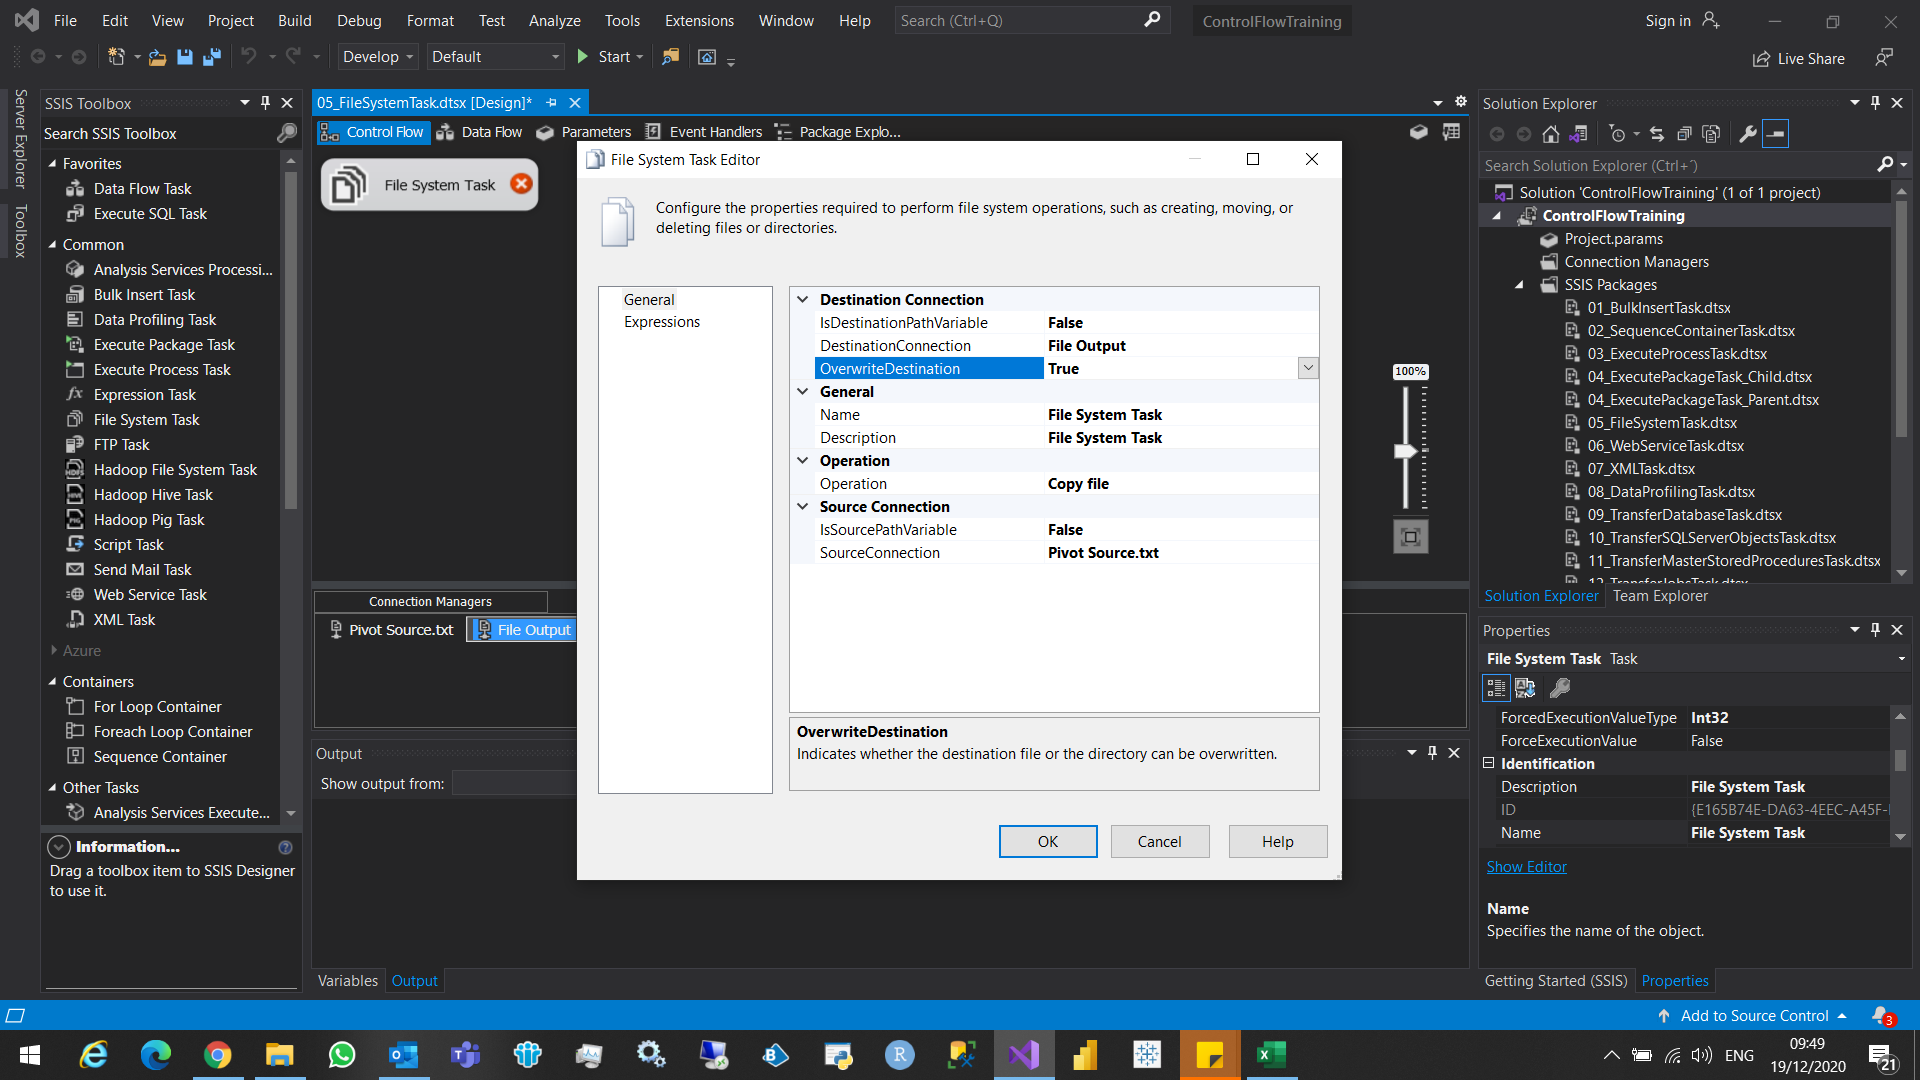 File Edit View Project Build Debug Format Test Analyze Tools Extensions Window Help Search (Ctrl+Q) ControlFlowTraining Sign in
Develop Default Start Live Share
Server Explorer
Toolbox
SSIS Toolbox
Search SSIS Toolbox
Favorites
Data Flow Task
Execute SQL Task
Common
Analysis Services Processi...
Bulk Insert Task
Data Profiling Task
Execute Package Task
Execute Process Task
Expression Task
File System Task
FTP Task
Hadoop File System Task
Hadoop Hive Task
Hadoop Pig Task
Script Task
Send Mail Task
Web Service Task
XML Task
Azure
Containers
For Loop Container
Foreach Loop Container
Sequence Container
Other Tasks
Analysis Services Execute...
Information...
Drag a toolbox item to SSIS Designer
to use it.
05_FileSystemTask.dtsx [Design]*
Control Flow Data Flow Parameters Event Handlers Package Explo...
File System Task
File System Task Editor
Configure the properties required to perform file system operations, such as creating, moving, or
deleting files or directories.
General
Expressions
Destination Connection
IsDestinationPathVariable False
DestinationConnection File Output
OverwriteDestination True
General
Name File System Task
Description File System Task
Operation
Operation Copy file
Source Connection
IsSourcePathVariable False
SourceConnection Pivot Source.txt
OverwriteDestination
Indicates whether the destination file or the directory can be overwritten.
OK Cancel Help
100%
Connection Managers
Pivot Source.txt File Output
Output
Show output from:
Variables Output
Solution Explorer
Search Solution Explorer (Ctrl+´)
Solution 'ControlFlowTraining' (1 of 1 project)
ControlFlowTraining
Project.params
Connection Managers
SSIS Packages
01_BulkInsertTask.dtsx
02_SequenceContainerTask.dtsx
03_ExecuteProcessTask.dtsx
04_ExecutePackageTask_Child.dtsx
04_ExecutePackageTask_Parent.dtsx
05_FileSystemTask.dtsx
06_WebServiceTask.dtsx
07_XMLTask.dtsx
08_DataProfilingTask.dtsx
09_TransferDatabaseTask.dtsx
10_TransferSQLServerObjectsTask.dtsx
11_TransferMasterStoredProceduresTask.dtsx
12_TransferJobsTask.dtsx
Solution Explorer Team Explorer
Properties
File System Task Task
ForcedExecutionValueType Int32
ForceExecutionValue False
Identification
Description File System Task
ID {E165B74E-DA63-4EEC-A45F-
Name File System Task
Show Editor
Name
Specifies the name of the object.
Getting Started (SSIS) Properties
Add to Source Control 3
ENG
09:49
19/12/2020
21